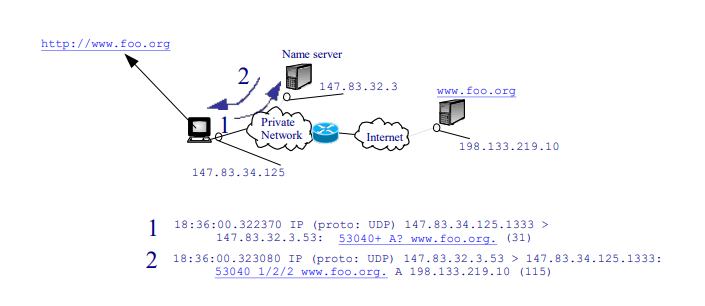 http://www.foo.org
Name server
2
147.83.32.3
www.foo.org
1
Private
Network
Internet
198.133.219.10
147.83.34.125
1 18:36:00.322370 IP (proto: UDP) 147.83.34.125.1333 >
147.83.32.3.53: 53040+ A? www.foo.org. (31)
2 18:36:00.323080 IP (proto: UDP) 147.83.32.3.53 > 147.83.34.125.1333:
53040 1/2/2 www.foo.org. A 198.133.219.10 (115)